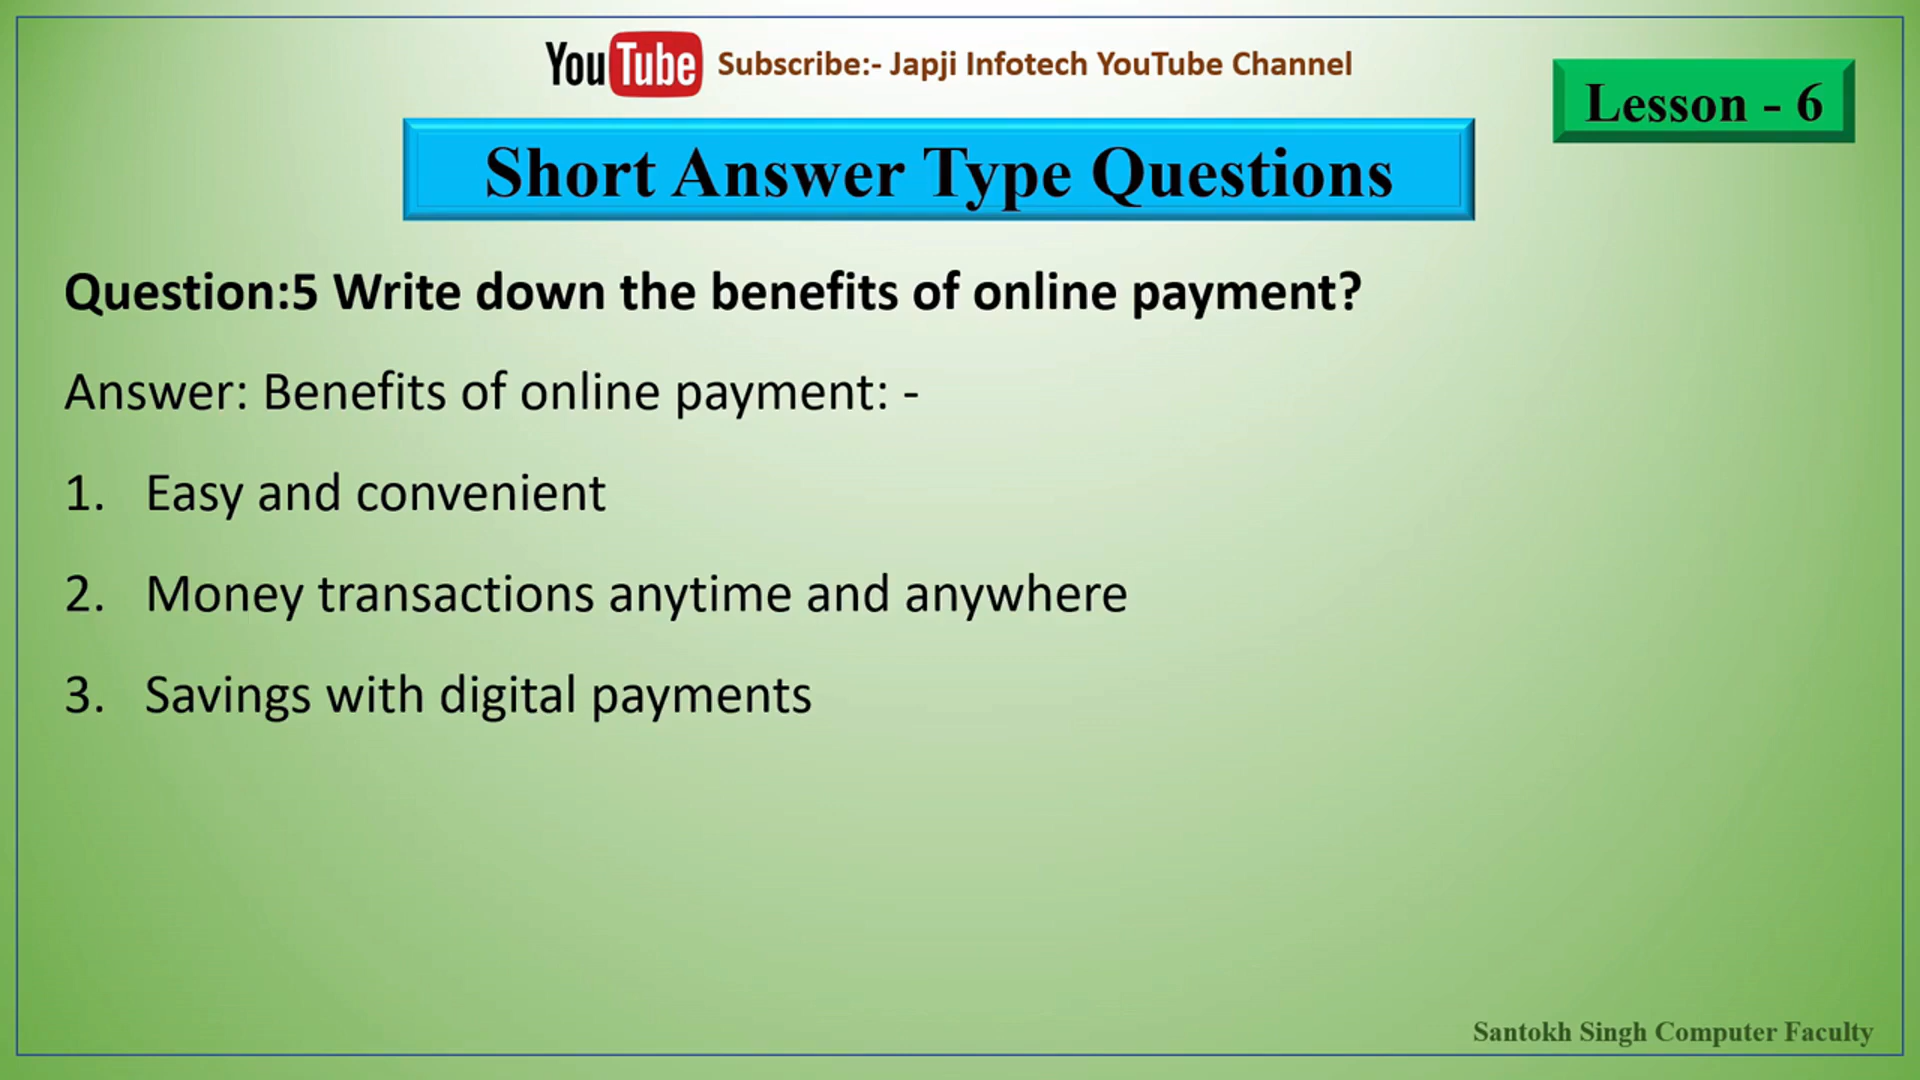 YouTube Subscribe:- Japji Infotech YouTube Channel
Lesson - 6
Short Answer Type Questions
Question:5 Write down the benefits of online payment?
Answer: Benefits of online payment: -
1. Easy and convenient
2. Money transactions anytime and anywhere
3. Savings with digital payments
Santokh Singh Computer Faculty